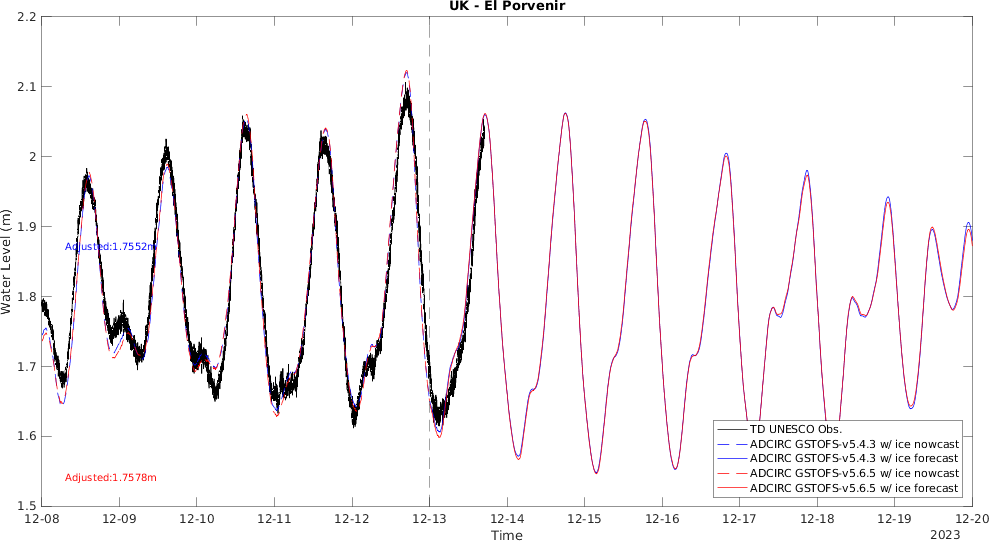 UK - El Porvenir
2.2
2.1
2
1.9
1.8
1.7
1.6
1.5
Water Level (m)
Adjusted:1.7552m
Adjusted:1.7578m
TD UNESCO Obs.
ADCIRC GSTOFS-v5.4.3 w/ ice nowcast
ADCIRC GSTOFS-v5.4.3 w/ ice forecast
ADCIRC GSTOFS-v5.6.5 w/ ice nowcast
ADCIRC GSTOFS-v5.6.5 w/ ice forecast
12-08 12-09 12-10 12-11 12-12 12-13 12-14 12-15 12-16 12-17 12-18 12-19 12-20
Time
2023